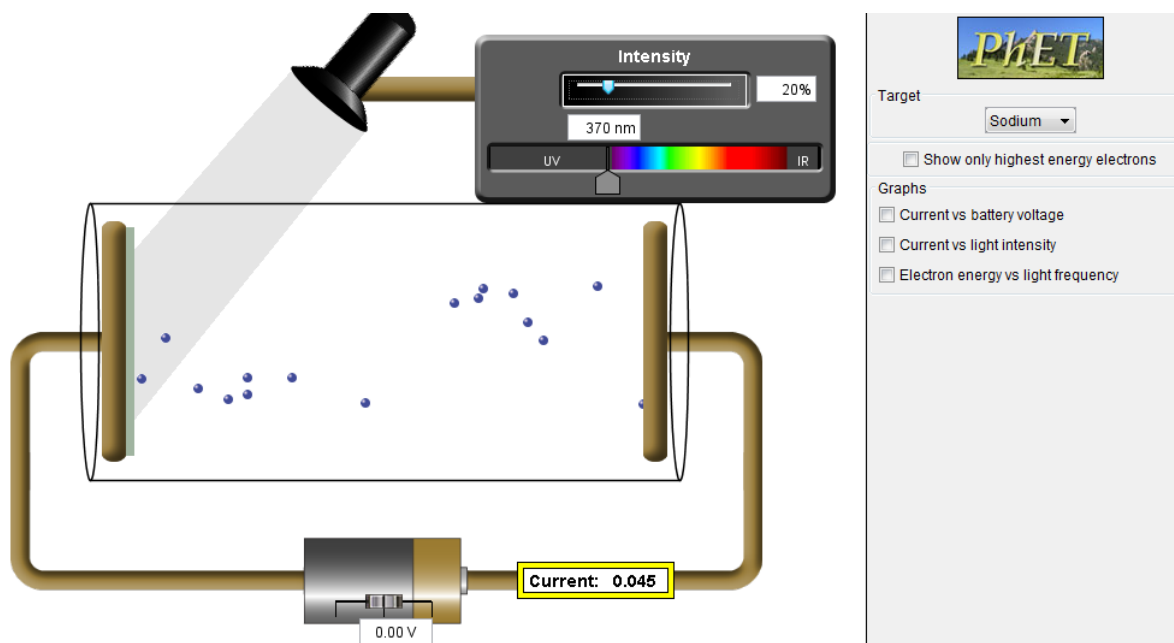 Intensity
20%
370 nm
UV
IR
Current: 0.045
0.00 V
PhET
Target
Sodium
Show only highest energy electrons
Graphs
Current vs battery voltage
Current vs light intensity
Electron energy vs light frequency